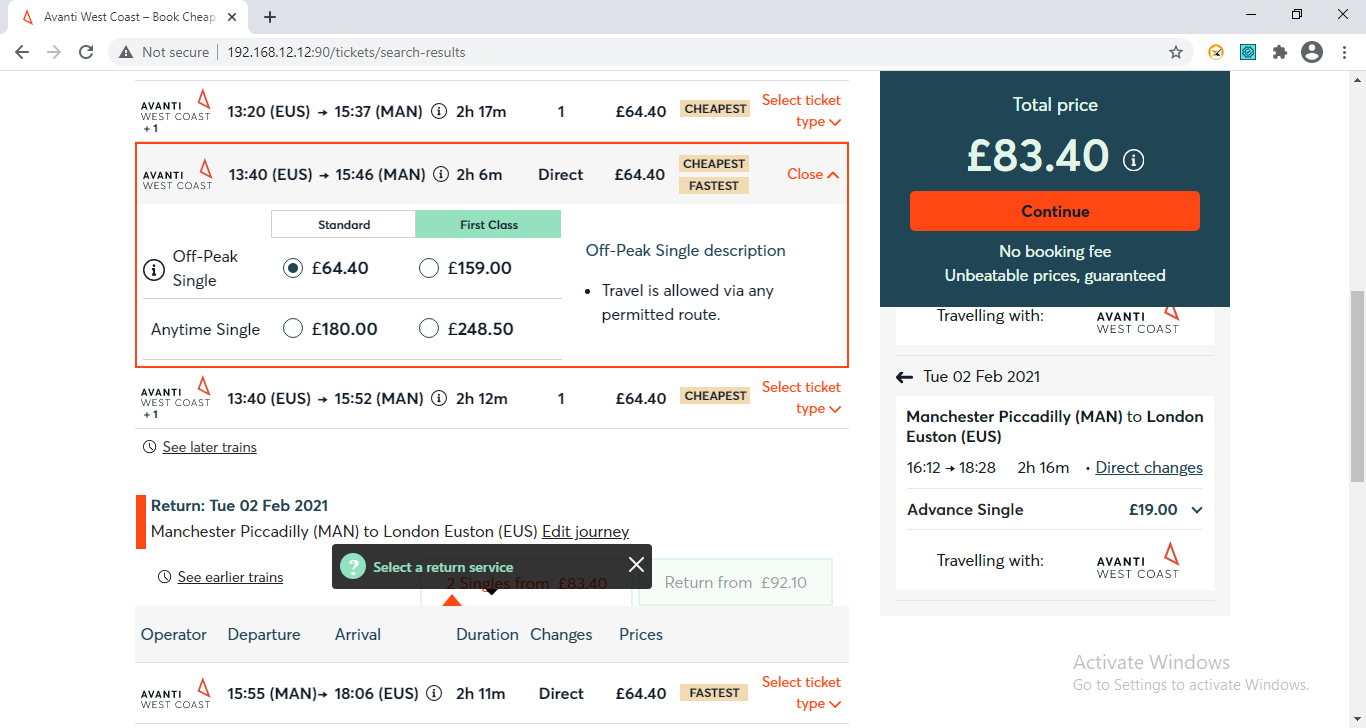 Avanti West Coast – Book Cheap
Not secure
192.168.12.12:90/tickets/search-results
AVANTI
WEST COAST
+ 1
13:20 (EUS) → 15:37 (MAN) 2h 17m 1 £64.40 CHEAPEST Select ticket
type
AVANTI
WEST COAST
13:40 (EUS) → 15:46 (MAN) 2h 6m Direct £64.40 CHEAPEST
FASTEST
Close
Standard First Class
Off-Peak
Single
£64.40 £159.00
Anytime Single £180.00 £248.50
Off-Peak Single description
• Travel is allowed via any
permitted route.
AVANTI
WEST COAST
+ 1
13:40 (EUS) → 15:52 (MAN) 2h 12m 1 £64.40 CHEAPEST Select ticket
type
See later trains
Return: Tue 02 Feb 2021
Manchester Piccadilly (MAN) to London Euston (EUS) Edit journey
See earlier trains
? Select a return service
2 Singles from £83.40
Return from £92.10
Operator Departure Arrival Duration Changes Prices
AVANTI
WEST COAST
15:55 (MAN)→ 18:06 (EUS) 2h 11m Direct £64.40 FASTEST Select ticket
type
Total price
£83.40
Continue
No booking fee
Unbeatable prices, guaranteed
Travelling with: AVANTI
WEST COAST
Tue 02 Feb 2021
Manchester Piccadilly (MAN) to London
Euston (EUS)
16:12 → 18:28 2h 16m • Direct changes
Advance Single £19.00
Travelling with: AVANTI
WEST COAST
Activate Windows
Go to Settings to activate Windows.